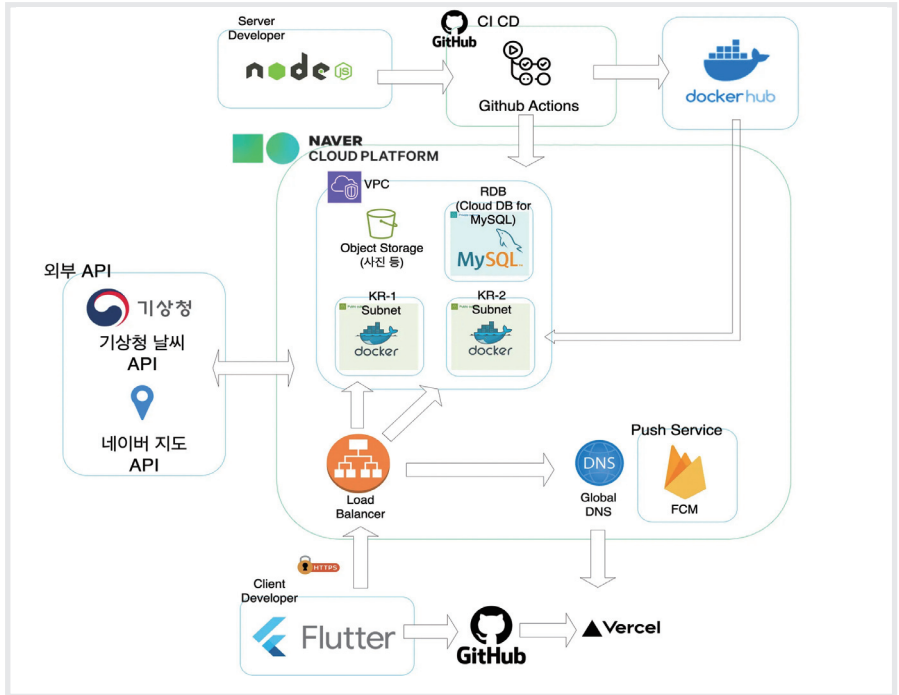 Server
Developer
node
JS
GitHub
CI CD
Github Actions
dockerhub
NAVER
CLOUD PLATFORM
VPC
Object Storage
(사진 등)
RDB
(Cloud DB for
MySQL)
MySQL
KR-1
Subnet
docker
KR-2
Subnet
docker
외부 API
기상청
기상청 날씨
API
네이버 지도
API
Load
Balancer
DNS
Global
DNS
Push Service
FCM
HTTPS
Client
Developer
Flutter
GitHub
Vercel